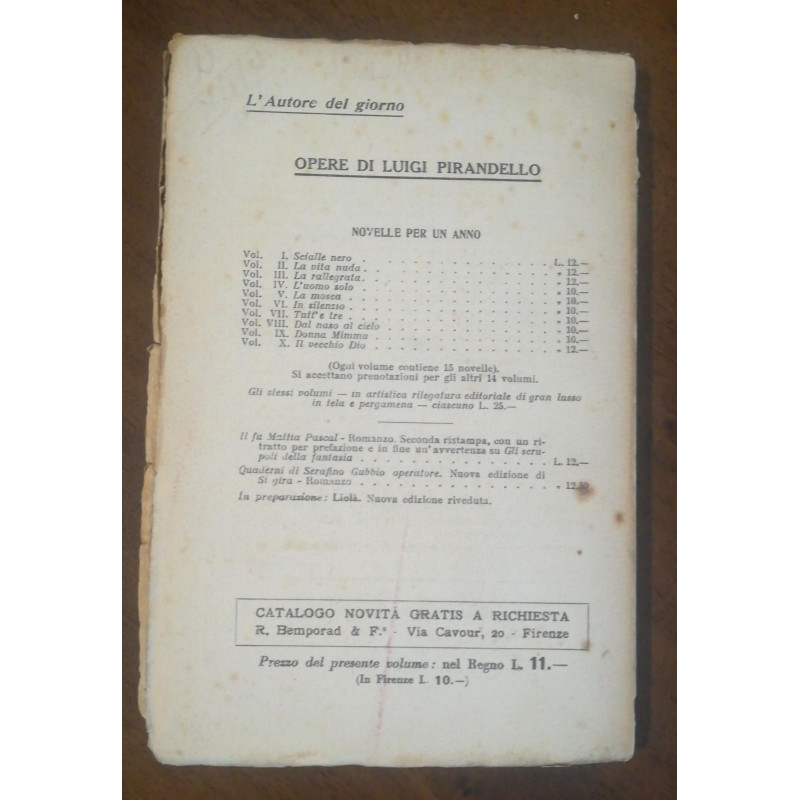 L'Autore del giorno
OPERE DI LUIGI PIRANDELLO
NOVELLE PER UN ANNO
Vol. I. Scialle nero . . . . . . . . . . . . . L. 12.—
Vol. II. La vita nuda . . . . . . . . . . . . . „ 12.—
Vol. III. La rallegrata . . . . . . . . . . . . . „ 12.—
Vol. IV. L'uomo solo . . . . . . . . . . . . . „ 10.—
Vol. V. La mosca . . . . . . . . . . . . . „ 10.—
Vol. VI. In silenzio . . . . . . . . . . . . . „ 10.—
Vol. VII. Tutt'e tre . . . . . . . . . . . . . „ 10.—
Vol. VIII. Dal naso al cielo . . . . . . . . . . . . „ 10.—
Vol. IX. Donna Mimma . . . . . . . . . . . . „ 10.—
Vol. X. Il vecchio Dio . . . . . . . . . . . . „ 12.—
(Ogni volume contiene 15 novelle).
Si accettano prenotazioni per gli altri 14 volumi.
Gli stessi volumi — in artistica rilegatura editoriale di gran lusso
in tela e pergamena — ciascuno L. 25.—
Il fu Mattia Pascal - Romanzo. Seconda ristampa, con un ri-
tratto per prefazione e in fine un'avvertenza su Gli scru-
poli della fantasia . . . . . . . . . . . . . L. 12.—
Quaderni di Serafino Gubbio operatore. Nuova edizione di
Si gira - Romanzo . . . . . . . . . . . . . „ 12.50
In preparazione: Liolà. Nuova edizione riveduta.
CATALOGO NOVITÀ GRATIS A RICHIESTA
R. Bemporad & F.º - Via Cavour, 20 - Firenze
Prezzo del presente volume: nel Regno L. 11.—
(In Firenze L. 10.—)